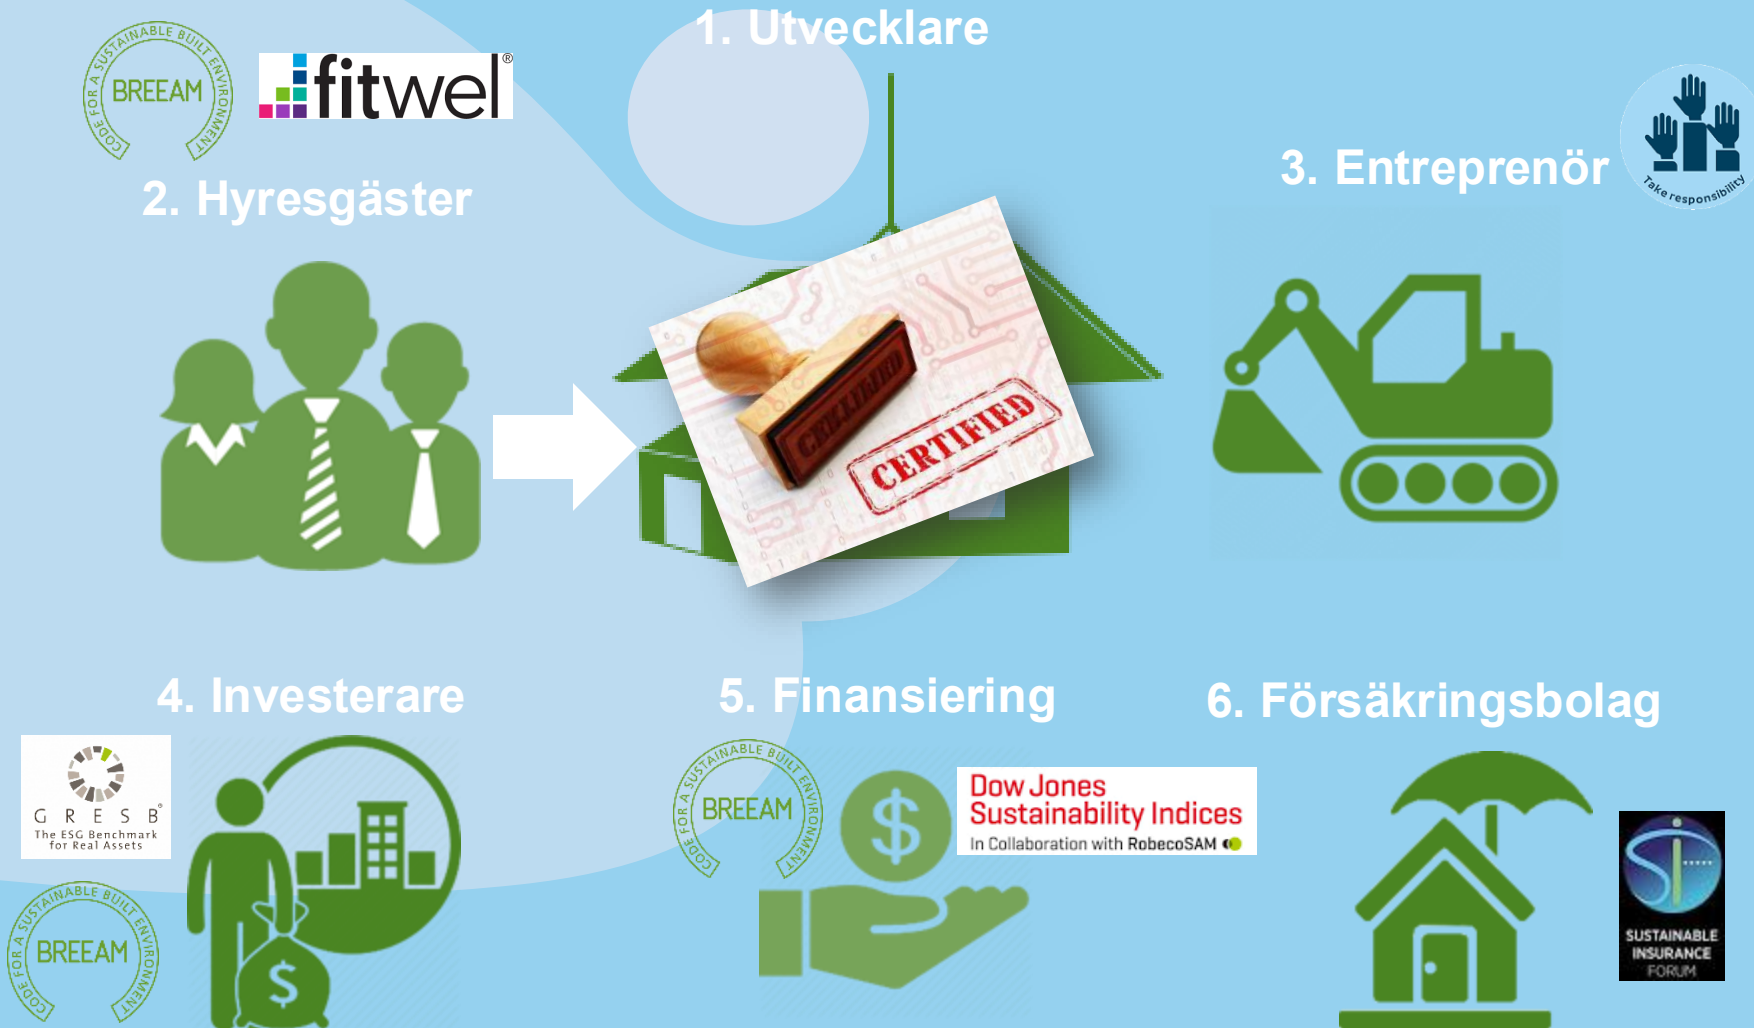 1. Utvecklare
CODE FOR A SUSTAINABLE BUILT ENVIRONMENT
BREEAM
fitwel®
2. Hyresgäster
3. Entreprenör
Take responsibility
CERTIFIED
CERTIFIED
4. Investerare
5. Finansiering
6. Försäkringsbolag
GRESB®
The ESG Benchmark
for Real Assets
CODE FOR A SUSTAINABLE BUILT ENVIRONMENT
BREEAM
$
CODE FOR A SUSTAINABLE BUILT ENVIRONMENT
BREEAM
$
Dow Jones
Sustainability Indices
In Collaboration with RobecoSAM
SiF
SUSTAINABLE
INSURANCE
FORUM